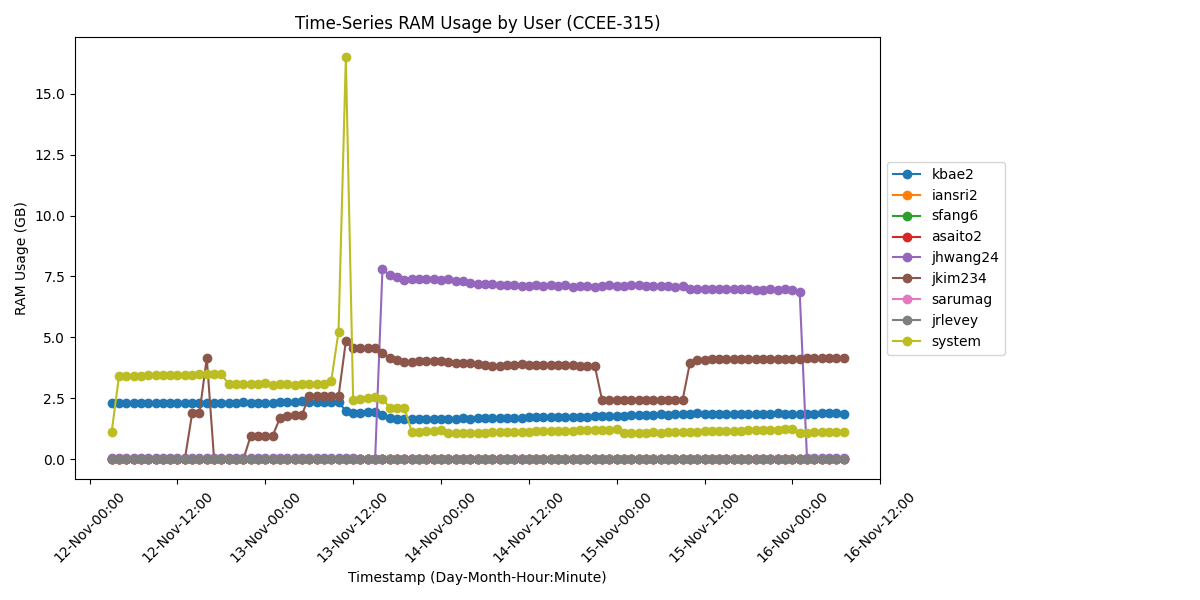 Time-Series RAM Usage by User (CCEE-315)
RAM Usage (GB)
15.0
12.5
10.0
7.5
5.0
2.5
0.0
12-Nov-00:00
12-Nov-12:00
13-Nov-00:00
13-Nov-12:00
14-Nov-00:00
14-Nov-12:00
15-Nov-00:00
15-Nov-12:00
16-Nov-00:00
16-Nov-12:00
Timestamp (Day-Month-Hour:Minute)
kbae2
iansri2
sfang6
asaito2
jhwang24
jkim234
sarumag
jrlevey
system